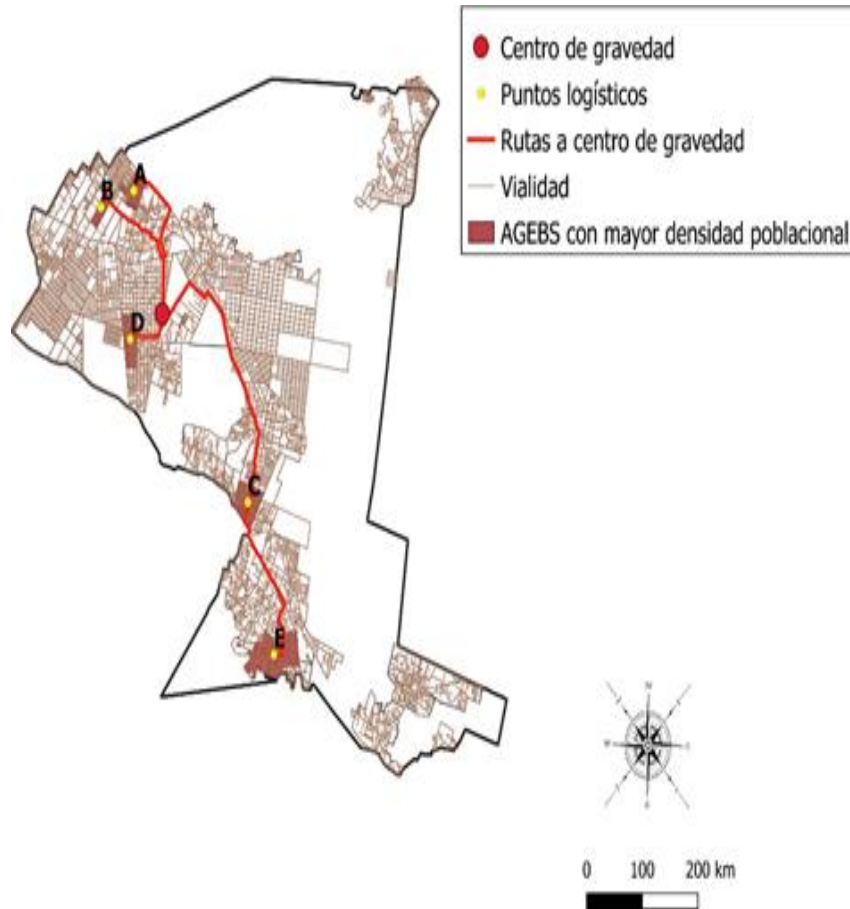 Centro de gravedad
Puntos logísticos
Rutas a centro de gravedad
Vialidad
AGEBS con mayor densidad poblacional
A
B
D
C
E
N
0 100 200 km